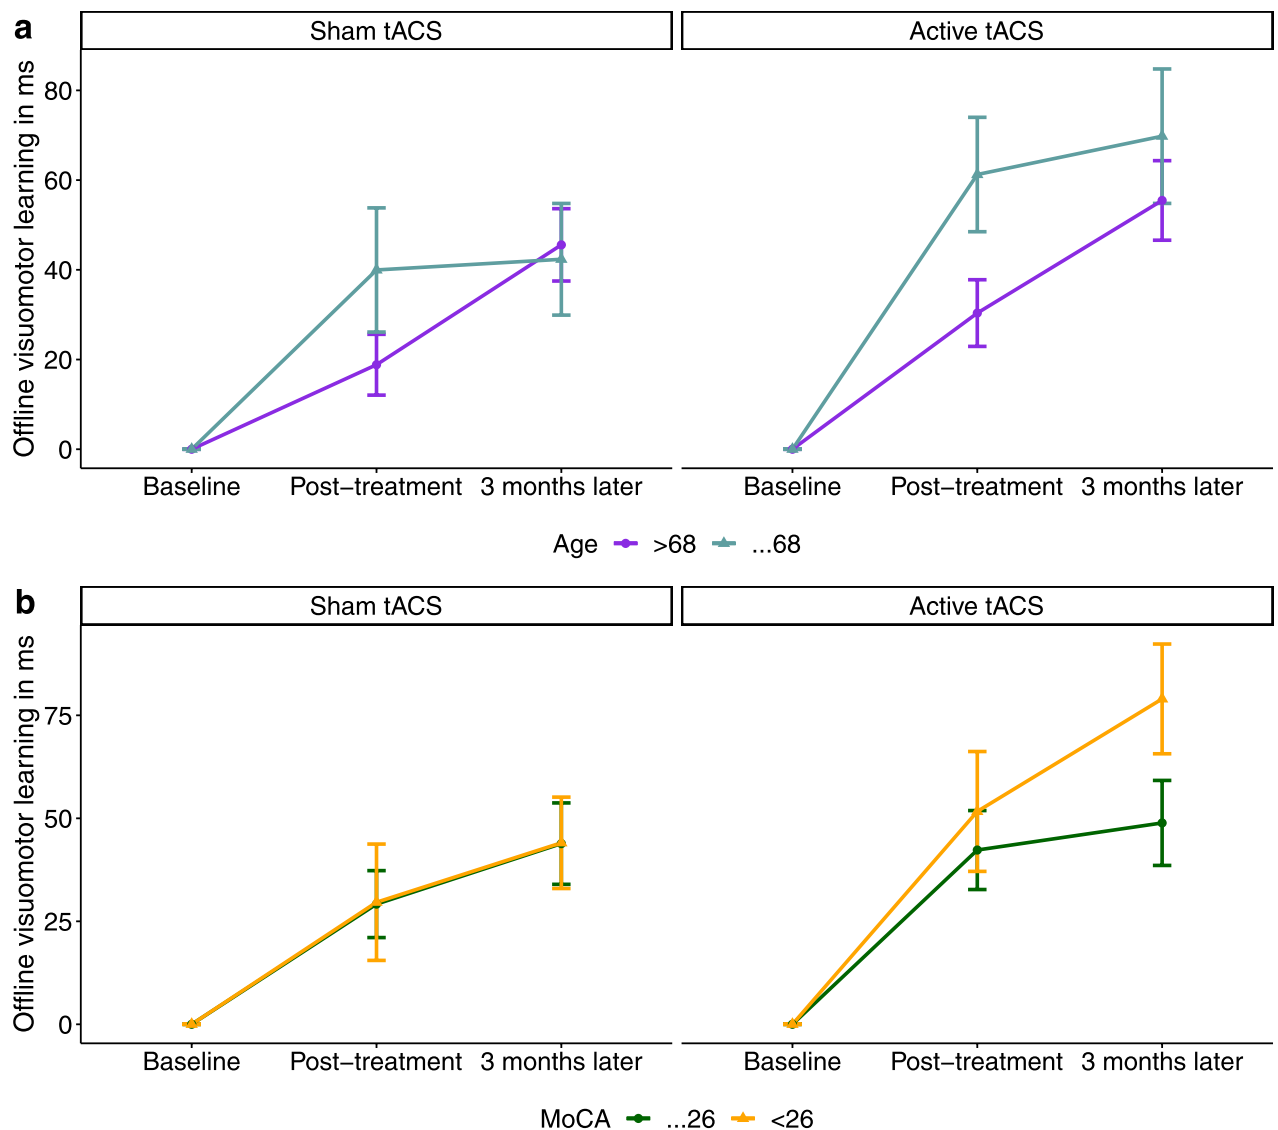 a
Sham tACS
Active tACS
Offline visuomotor learning in ms
80
60
40
20
0
Baseline Post−treatment 3 months later
Baseline Post−treatment 3 months later
Age >68 ...68
b
Sham tACS
Active tACS
Offline visuomotor learning in ms
75
50
25
0
Baseline Post−treatment 3 months later
Baseline Post−treatment 3 months later
MoCA ...26 <26